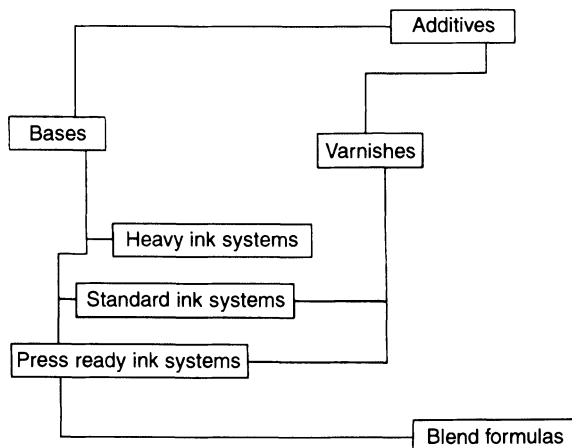 Additives
Bases
Varnishes
Heavy ink systems
Standard ink systems
Press ready ink systems
Blend formulas